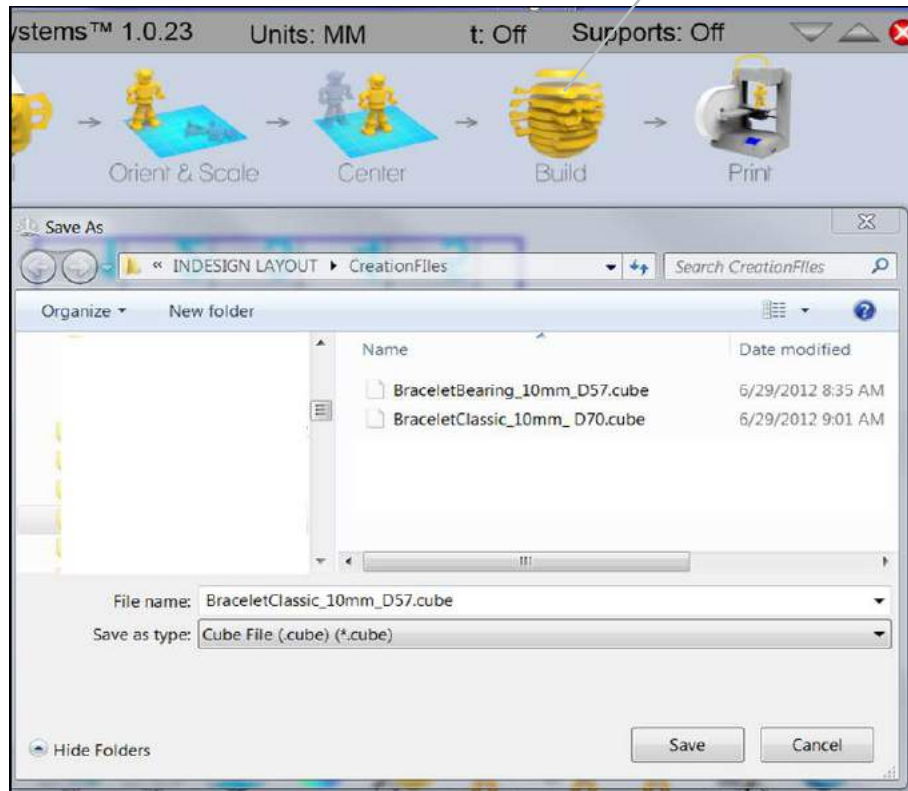 ystems™ 1.0.23 Units: MM t: Off Supports: Off
Orient & Scale Center Build Print
Save As
« INDESIGN LAYOUT CreationFIles Search CreationFIles
Organize New folder
Name Date modified
BraceletBearing_10mm_D57.cube 6/29/2012 8:35 AM
BraceletClassic_10mm_ D70.cube 6/29/2012 9:01 AM
File name: BraceletClassic_10mm_D57.cube
Save as type: Cube File (.cube) (*.cube)
Hide Folders Save Cancel